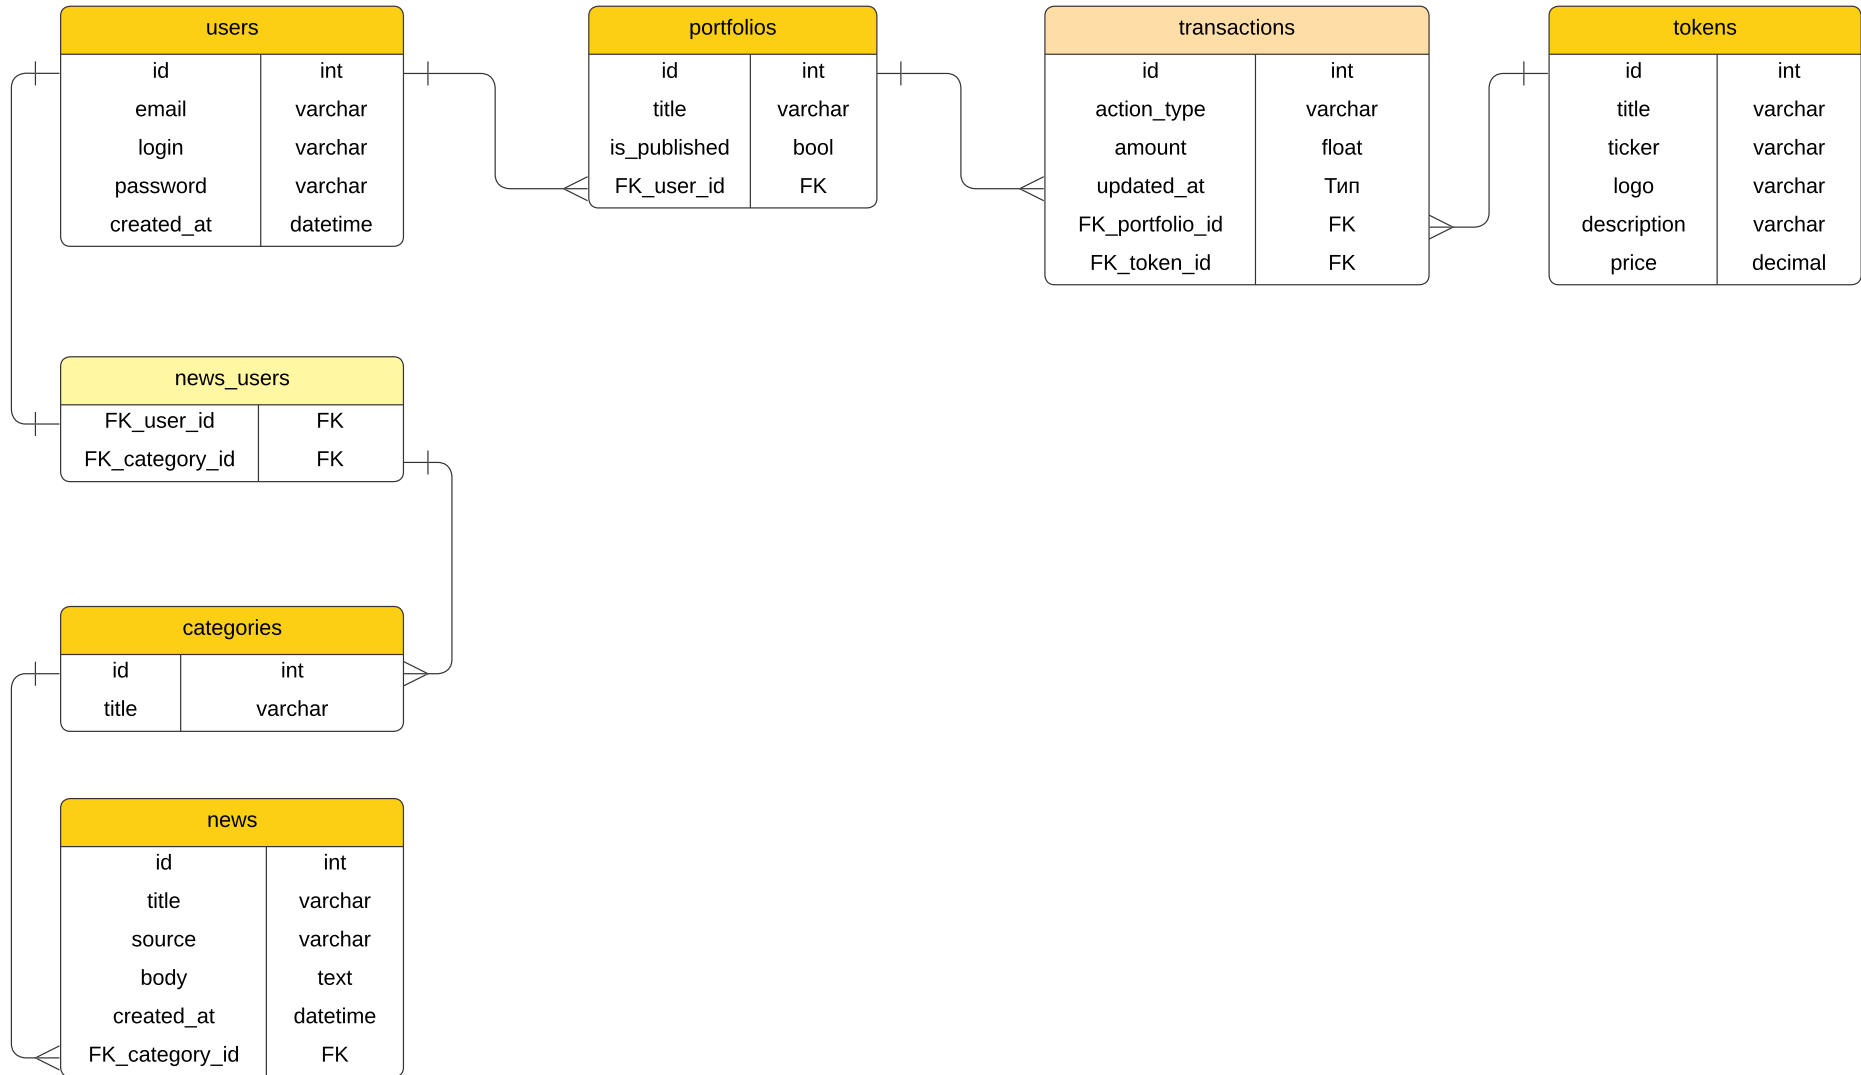 users
id int
email varchar
login varchar
password varchar
created_at datetime
portfolios
id int
title varchar
is_published bool
FK_user_id FK
transactions
id int
action_type varchar
amount float
updated_at Тип
FK_portfolio_id FK
FK_token_id FK
tokens
id int
title varchar
ticker varchar
logo varchar
description varchar
price decimal
news_users
FK_user_id FK
FK_category_id FK
categories
id int
title varchar
news
id int
title varchar
source varchar
body text
created_at datetime
FK_category_id FK